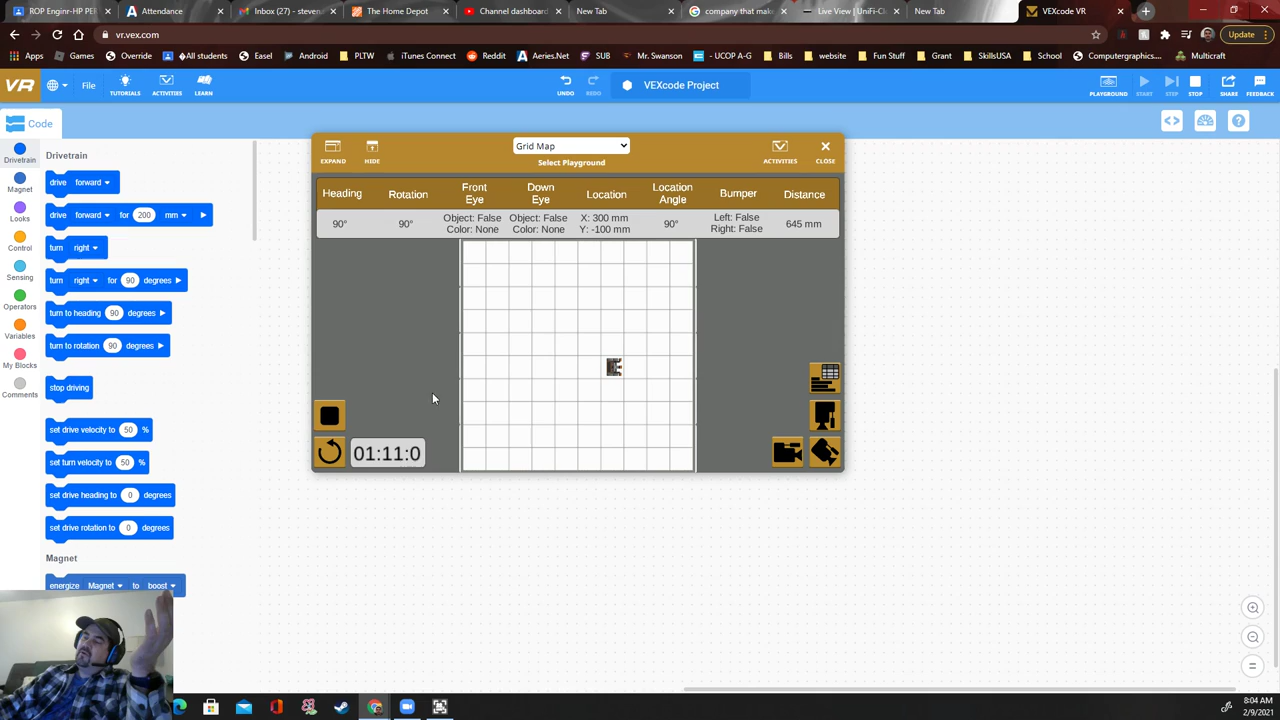 ROP Engin-HP PE
Attendance
Inbox (27) - steven
The Home Depot
Channel dashboard
New Tab
company that make
Live View | UniFi-C
New Tab
VEXcode VR
vr.vex.com
Update
Apps
Gaming
Override
All students
Easel
Android
PLTW
iTunes Connect
Reddit
Aeries.Net
SUB
Mr. Swanson
- UCOP A-G
Bills
website
Fun Stuff
Grant
SkillsUSA
School
Computergraphics....
Multicraft
VR
File
TUTORIALS
ACTIVITIES
LEARN
UNDO
REDO
VEXcode Project
PLAYGROUND
START
STEP
STOP
SHARE
FEEDBACK
Code
Drivetrain
Magnet
Looks
Control
Sensing
Operators
Variables
My Blocks
Comments
Drivetrain
drive forward
drive forward for 200 mm
turn right
turn right for 90 degrees
turn to heading 90 degrees
turn to rotation 90 degrees
stop driving
set drive velocity to 50 %
set turn velocity to 50 %
set drive heading to 0 degrees
set drive rotation to 0 degrees
Magnet
energize Magnet to boost
EXPAND
HIDE
Grid Map
Select Playground
ACTIVITIES
CLOSE
Heading
Rotation
Front Eye
Down Eye
Location
Location Angle
Bumper
Distance
90°
90°
Object: False
Color: None
Object: False
Color: None
X: 300 mm
Y: -100 mm
90°
Left: False
Right: False
645 mm
01:11:0
8:04 AM
2/9/2021